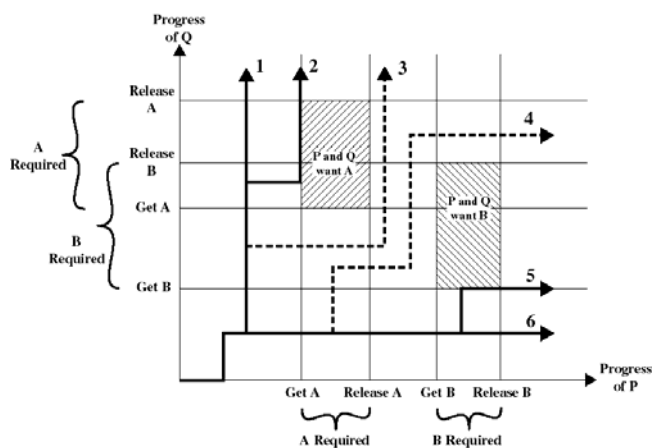 Progress
of Q
1
2
3
4
Release
A
A
Required
Release
B
P and Q
want A
Get A
P and Q
want B
B
Required
Get B
5
6
Progress
of P
Get A
Release A
Get B
Release B
A Required
B Required